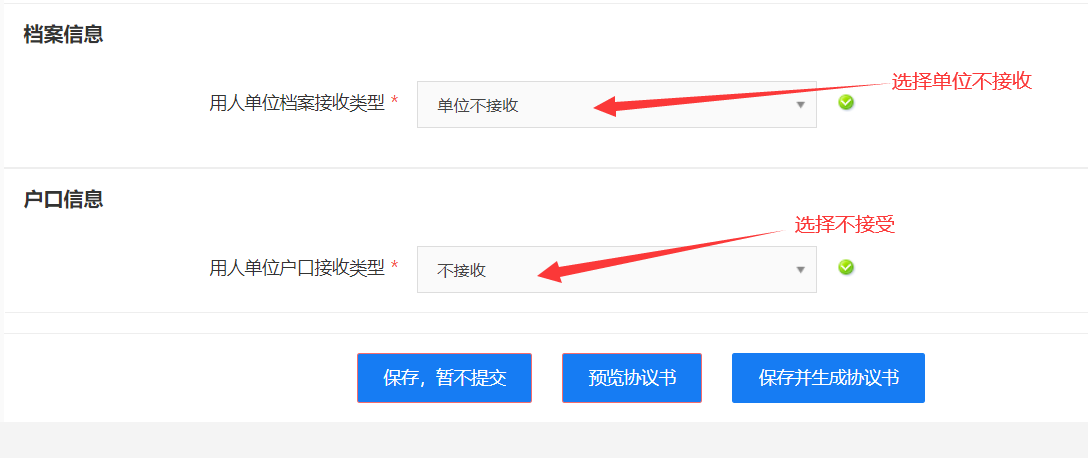 档案信息
选择单位不接收
用人单位档案接收类型 *
单位不接收
户口信息
选择不接受
用人单位户口接收类型 *
不接收
保存，暂不提交
预览协议书
保存并生成协议书